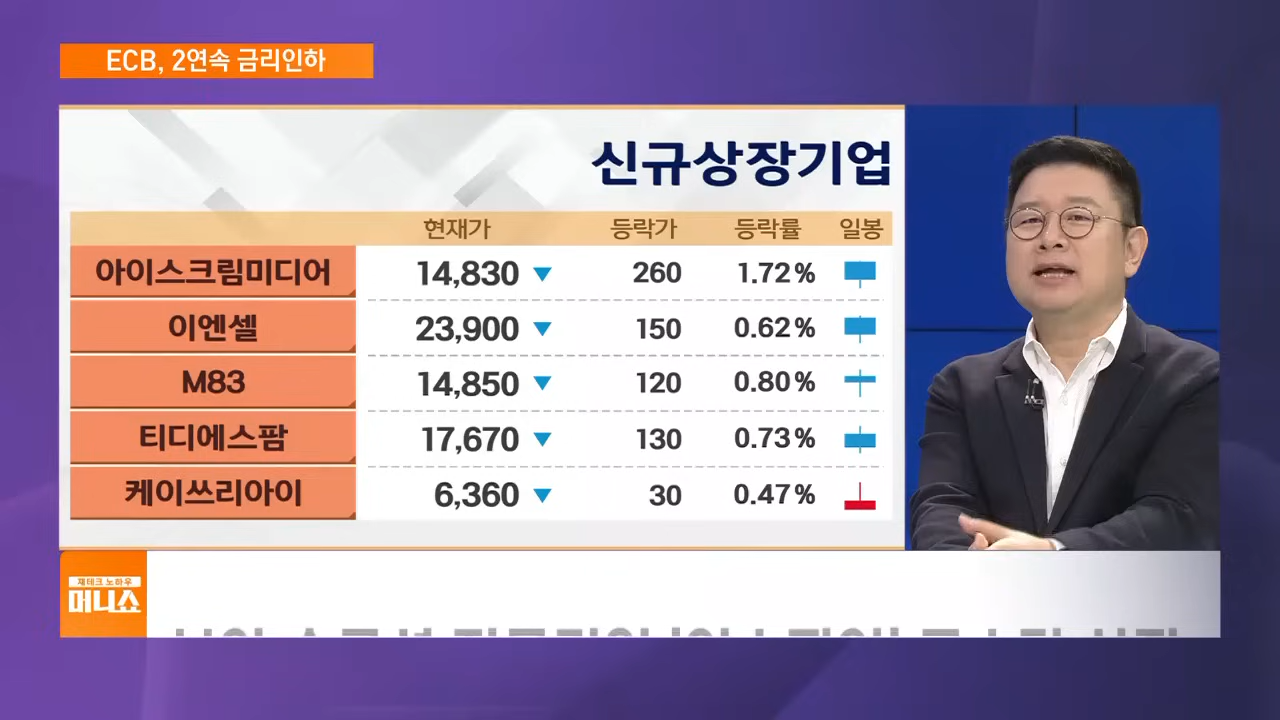 ECB, 2연속 금리인하
신규상장기업
현재가 등락가 등락률 일봉
아이스크림미디어 14,830 ▼ 260 1.72%
이엔셀 23,900 ▼ 150 0.62%
M83 14,850 ▼ 120 0.80%
티디에스팜 17,670 ▼ 130 0.73%
케이쓰리아이 6,360 ▼ 30 0.47%
재테크 노하우
머니쇼